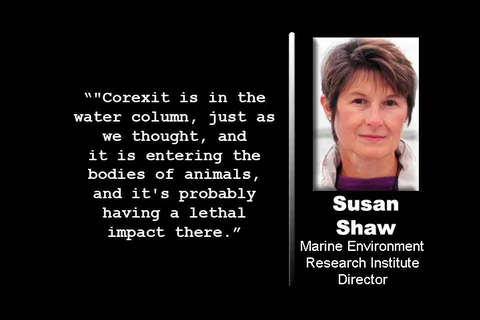 “"Corexit is in the
water column, just as
we thought, and
it is entering the
bodies of animals,
and it's probably
having a lethal
impact there.”
Susan
Shaw
Marine Environment
Research Institute
Director